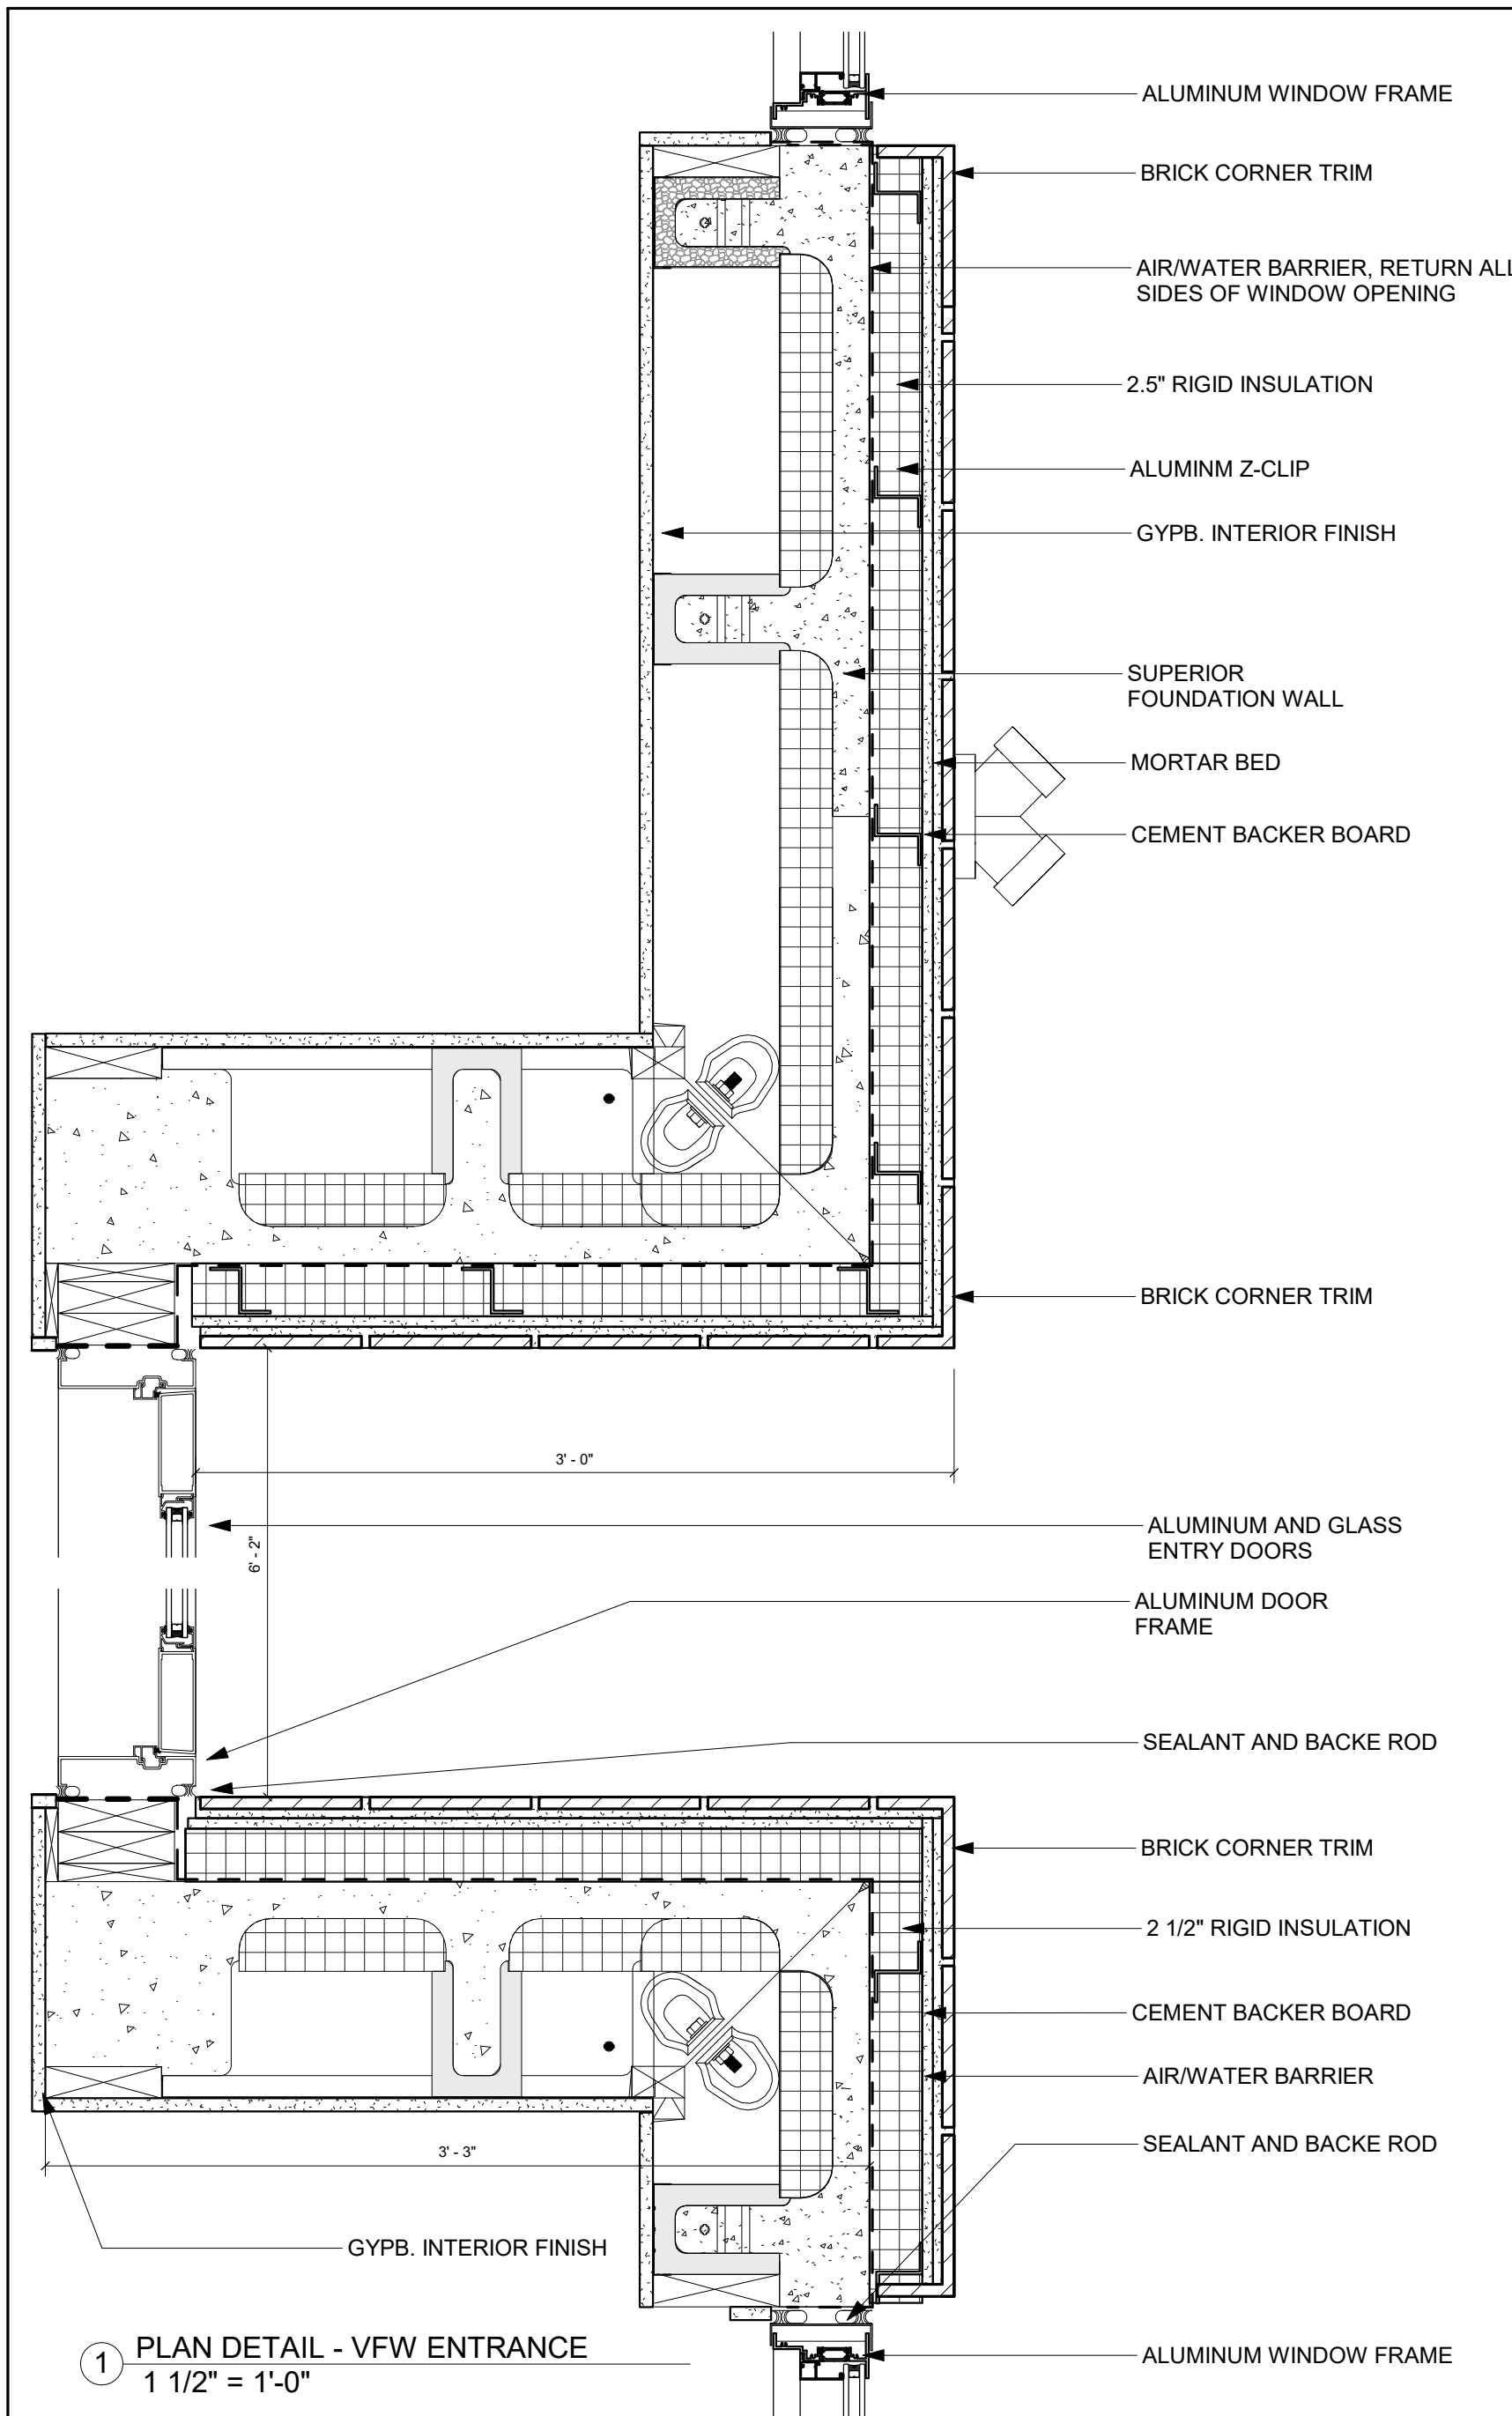 ALUMINUM WINDOW FRAME
BRICK CORNER TRIM
AIR/WATER BARRIER, RETURN ALL
SIDES OF WINDOW OPENING
2.5" RIGID INSULATION
ALUMINM Z-CLIP
GYPB. INTERIOR FINISH
SUPERIOR
FOUNDATION WALL
MORTAR BED
CEMENT BACKER BOARD
BRICK CORNER TRIM
3' - 0"
6' - 2"
ALUMINUM AND GLASS
ENTRY DOORS
ALUMINUM DOOR
FRAME
SEALANT AND BACKE ROD
BRICK CORNER TRIM
2 1/2" RIGID INSULATION
CEMENT BACKER BOARD
AIR/WATER BARRIER
SEALANT AND BACKE ROD
3' - 3"
GYPB. INTERIOR FINISH
ALUMINUM WINDOW FRAME
1 PLAN DETAIL - VFW ENTRANCE
1 1/2" = 1'-0"